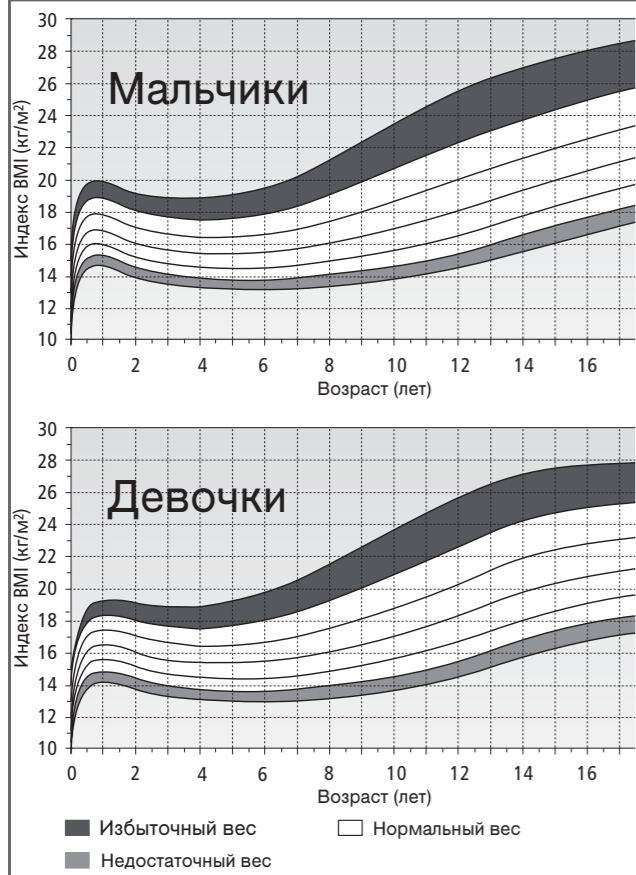 30
28
26
24
22
20
18
16
14
12
10
Индекс BMI (кг/м²)
Мальчики
0 2 4 6 8 10 12 14 16
Возраст (лет)
30
28
26
24
22
20
18
16
14
12
10
Индекс BMI (кг/м²)
Девочки
0 2 4 6 8 10 12 14 16
Возраст (лет)
Избыточный вес Нормальный вес
Недостаточный вес